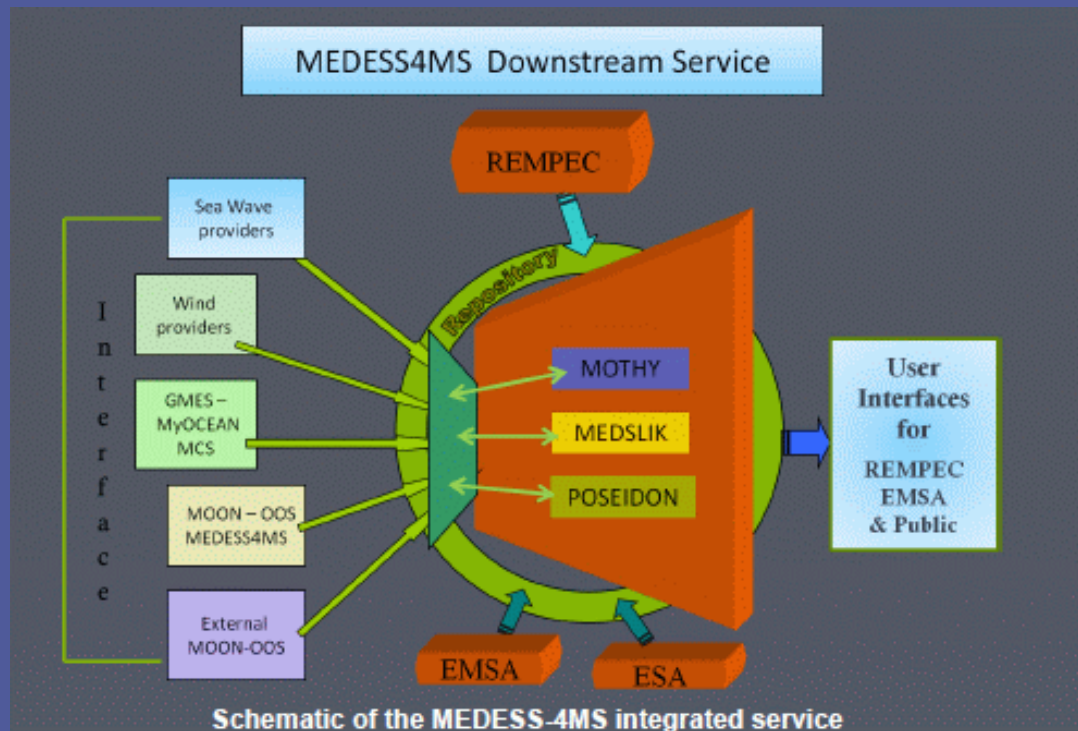 MEDESS4MS Downstream Service
REMPEC
Sea Wave
providers
Repository
Wind
providers
Interface
GMES –
MyOCEAN
MCS
MOON – OOS
MEDESS4MS
External
MOON-OOS
MOTHY
MEDSLIK
POSEIDON
User
Interfaces
for
REMPEC
EMSA
& Public
EMSA
ESA
Schematic of the MEDESS-4MS integrated service